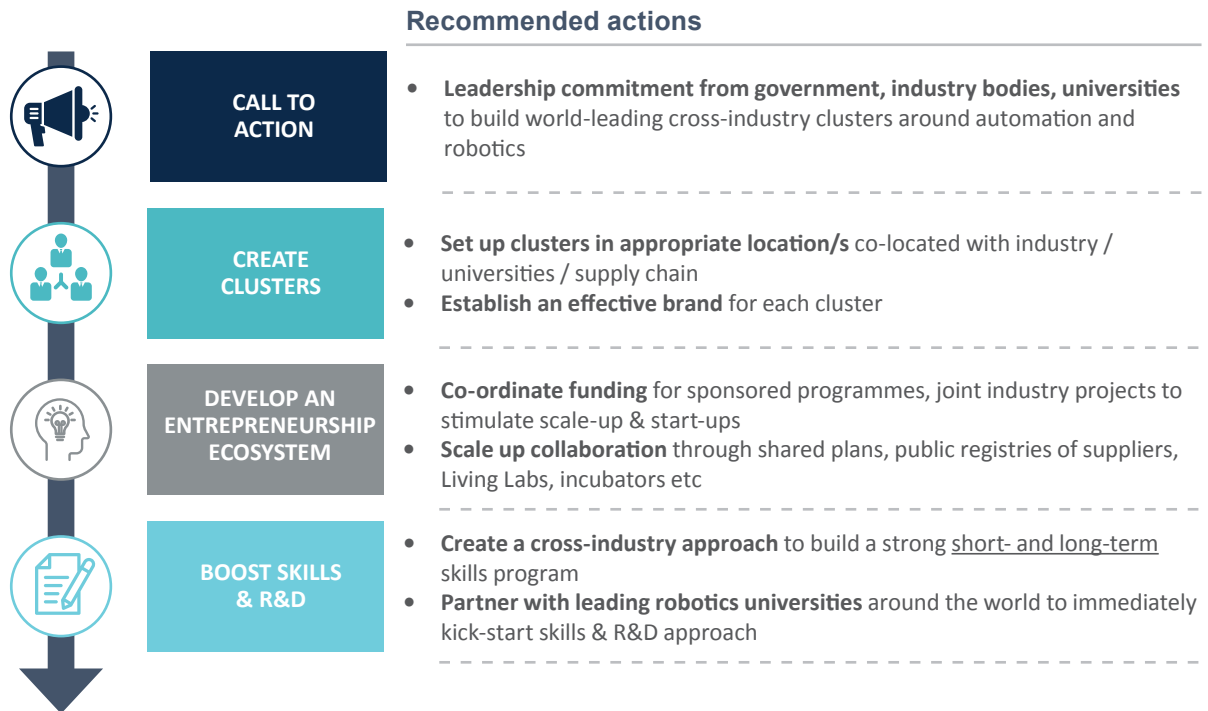 Recommended actions
CALL TO
ACTION
• Leadership commitment from government, industry bodies, universities
to build world-leading cross-industry clusters around automation and
robotics
CREATE
CLUSTERS
• Set up clusters in appropriate location/s co-located with industry /
universities / supply chain
• Establish an effective brand for each cluster
DEVELOP AN
ENTREPRENEURSHIP
ECOSYSTEM
• Co-ordinate funding for sponsored programmes, joint industry projects to
stimulate scale-up & start-ups
• Scale up collaboration through shared plans, public registries of suppliers,
Living Labs, incubators etc
BOOST SKILLS
& R&D
• Create a cross-industry approach to build a strong short- and long-term
skills program
• Partner with leading robotics universities around the world to immediately
kick-start skills & R&D approach